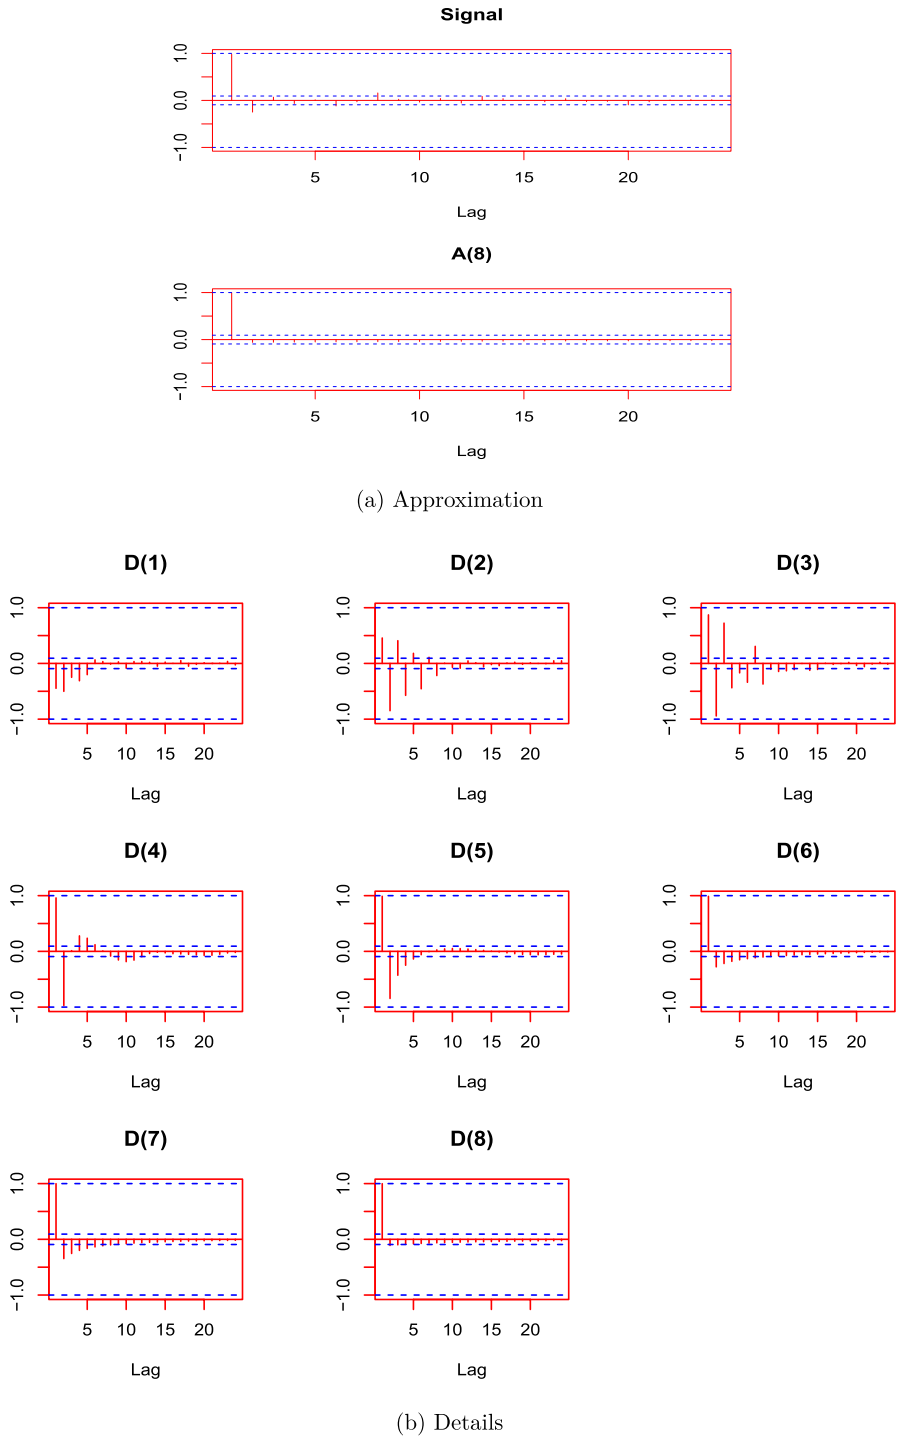 Signal
1.0
0.0
−1.0
5 10 15 20
Lag
A(8)
1.0
0.0
−1.0
5 10 15 20
Lag
(a) Approximation
D(1) D(2) D(3)
1.0 1.0 1.0
0.0 0.0 0.0
−1.0 −1.0 −1.0
5 10 15 20 5 10 15 20 5 10 15 20
Lag Lag Lag
D(4) D(5) D(6)
1.0 1.0 1.0
0.0 0.0 0.0
−1.0 −1.0 −1.0
5 10 15 20 5 10 15 20 5 10 15 20
Lag Lag Lag
D(7) D(8)
1.0 1.0
0.0 0.0
−1.0 −1.0
5 10 15 20 5 10 15 20
Lag Lag
(b) Details